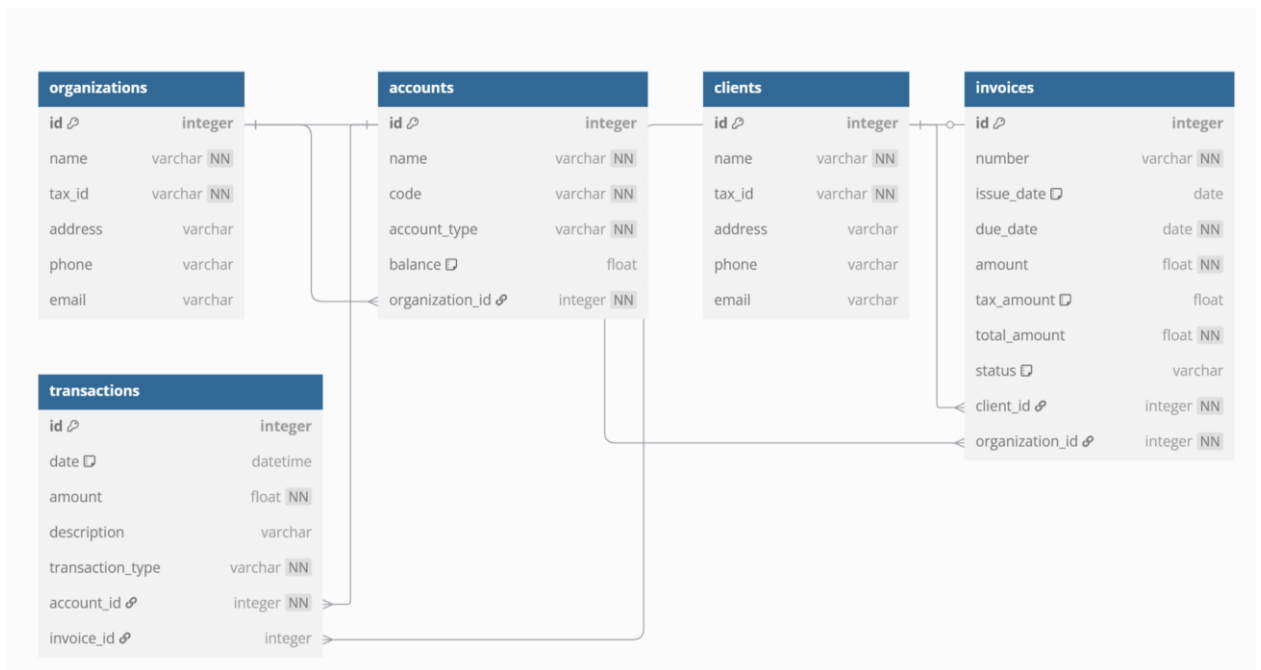 organizations
id integer
name varchar NN
tax_id varchar NN
address varchar
phone varchar
email varchar
accounts
id integer
name varchar NN
code varchar NN
account_type varchar NN
balance float
organization_id integer NN
clients
id integer
name varchar NN
tax_id varchar NN
address varchar
phone varchar
email varchar
invoices
id integer
number varchar NN
issue_date date
due_date date NN
amount float NN
tax_amount float
total_amount float NN
status varchar
client_id integer NN
organization_id integer NN
transactions
id integer
date datetime
amount float NN
description varchar
transaction_type varchar NN
account_id integer NN
invoice_id integer